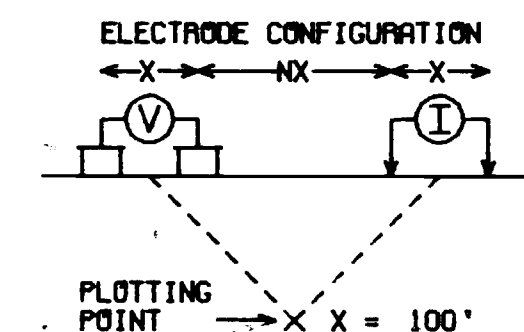 ELECTRODE CONFIGURATION
X NX X
V I
PLOTTING
POINT X X = 100'